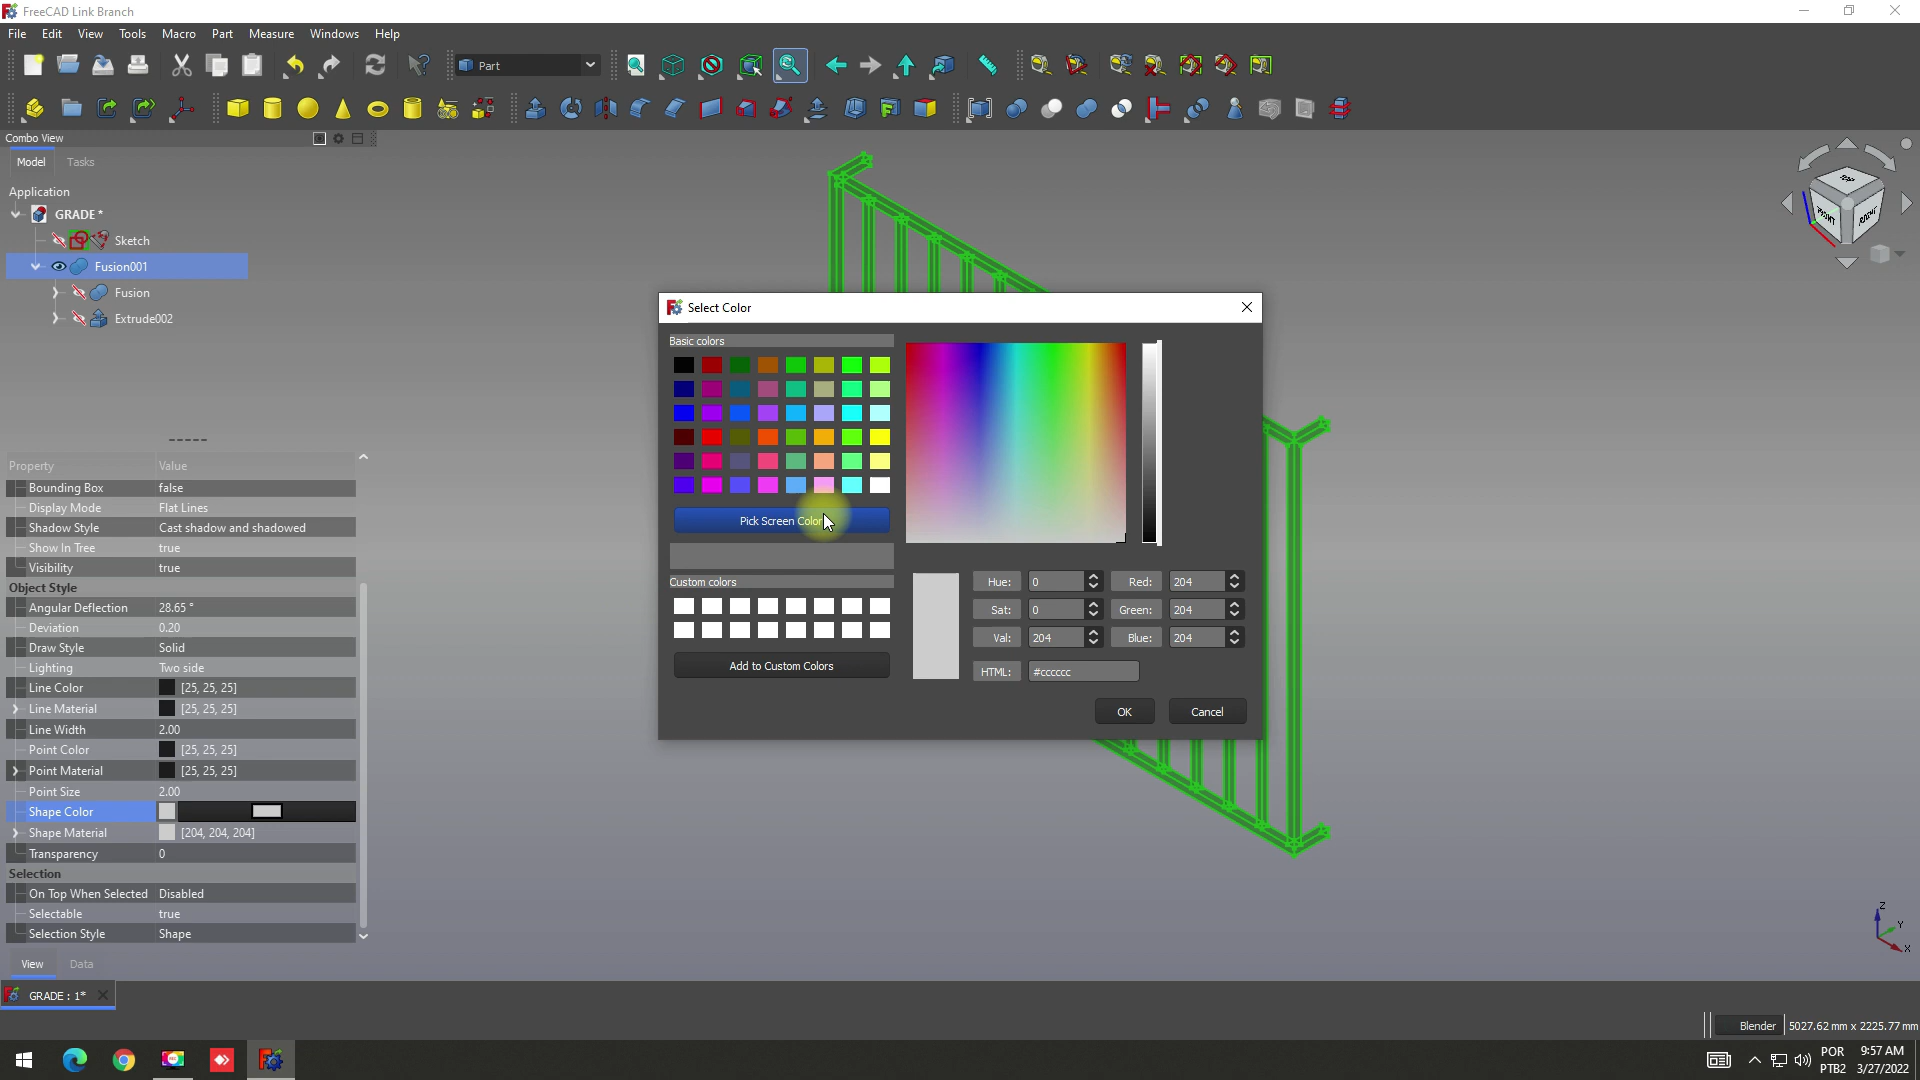 FreeCAD Link Branch
File Edit View Tools Macro Part Measure Windows Help
Part
Combo View
Model Tasks
Application
GRADE *
Sketch
Fusion001
Fusion
Extrude002
Property Value
Bounding Box false
Display Mode Flat Lines
Shadow Style Cast shadow and shadowed
Show In Tree true
Visibility true
Object Style
Angular Deflection 28.65 °
Deviation 0.20
Draw Style Solid
Lighting Two side
Line Color [25, 25, 25]
Line Material [25, 25, 25]
Line Width 2.00
Point Color [25, 25, 25]
Point Material [25, 25, 25]
Point Size 2.00
Shape Color
Shape Material [204, 204, 204]
Transparency 0
Selection
On Top When Selected Disabled
Selectable true
Selection Style Shape
View Data
GRADE : 1*
Select Color
Basic colors
Pick Screen Color
Custom colors
Add to Custom Colors
Hue: 0 Red: 204
Sat: 0 Green: 204
Val: 204 Blue: 204
HTML: #cccccc
OK Cancel
TOP
FRONT
RIGHT
Z
Y
X
Blender 5027.62 mm x 2225.77 mm
POR 9:57 AM
PTB2 3/27/2022